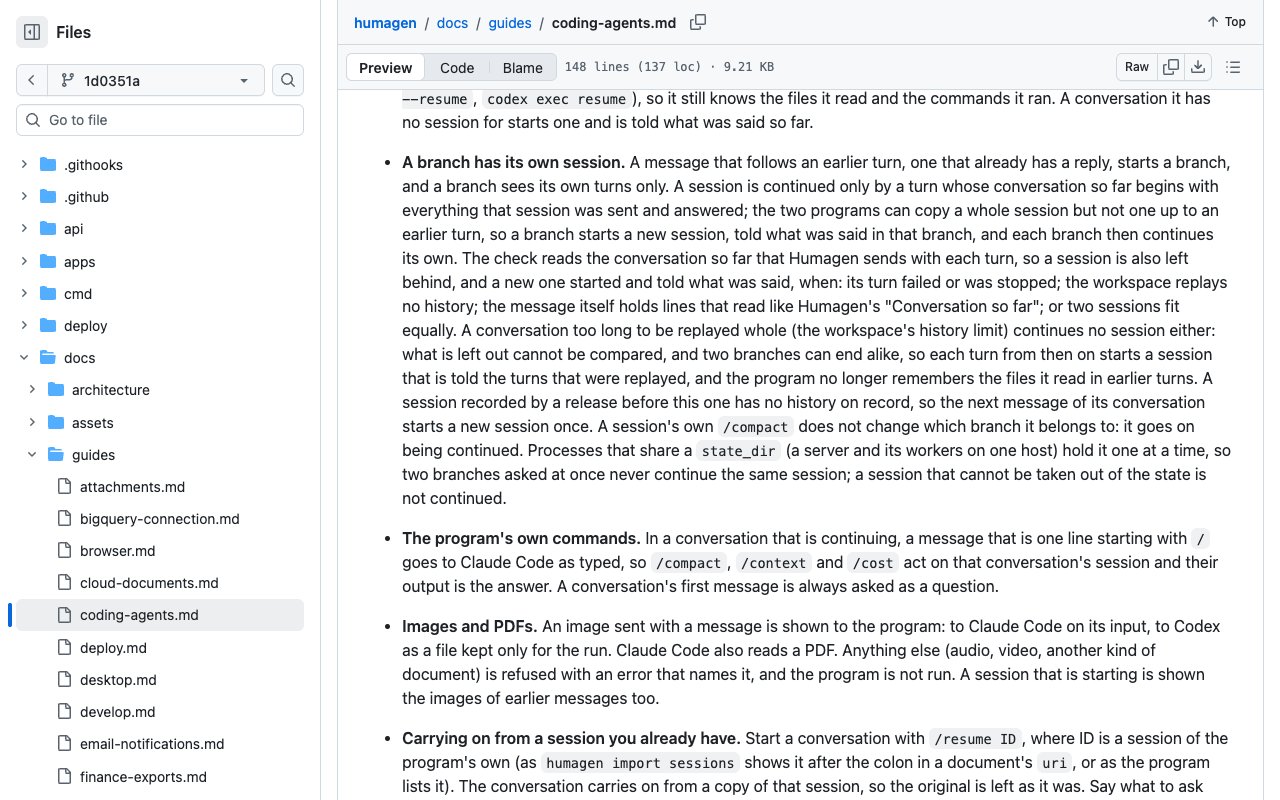 Files
1d0351a
Go to file
.githooks
.github
api
apps
cmd
deploy
docs
architecture
assets
guides
attachments.md
bigquery-connection.md
browser.md
cloud-documents.md
coding-agents.md
deploy.md
desktop.md
develop.md
email-notifications.md
finance-exports.md
humagen / docs / guides / coding-agents.md
Top
Preview Code Blame 148 lines (137 loc) · 9.21 KB
Raw
--resume , codex exec resume ), so it still knows the files it read and the commands it ran. A conversation it has
no session for starts one and is told what was said so far.
• A branch has its own session. A message that follows an earlier turn, one that already has a reply, starts a branch,
and a branch sees its own turns only. A session is continued only by a turn whose conversation so far begins with
everything that session was sent and answered; the two programs can copy a whole session but not one up to an
earlier turn, so a branch starts a new session, told what was said in that branch, and each branch then continues
its own. The check reads the conversation so far that Humagen sends with each turn, so a session is also left
behind, and a new one started and told what was said, when: its turn failed or was stopped; the workspace replays
no history; the message itself holds lines that read like Humagen's "Conversation so far"; or two sessions fit
equally. A conversation too long to be replayed whole (the workspace's history limit) continues no session either:
what is left out cannot be compared, and two branches can end alike, so each turn from then on starts a session
that is told the turns that were replayed, and the program no longer remembers the files it read in earlier turns. A
session recorded by a release before this one has no history on record, so the next message of its conversation
starts a new session once. A session's own /compact does not change which branch it belongs to: it goes on
being continued. Processes that share a state_dir (a server and its workers on one host) hold it one at a time, so
two branches asked at once never continue the same session; a session that cannot be taken out of the state is
not continued.
• The program's own commands. In a conversation that is continuing, a message that is one line starting with /
goes to Claude Code as typed, so /compact , /context and /cost act on that conversation's session and their
output is the answer. A conversation's first message is always asked as a question.
• Images and PDFs. An image sent with a message is shown to the program: to Claude Code on its input, to Codex
as a file kept only for the run. Claude Code also reads a PDF. Anything else (audio, video, another kind of
document) is refused with an error that names it, and the program is not run. A session that is starting is shown
the images of earlier messages too.
• Carrying on from a session you already have. Start a conversation with /resume ID , where ID is a session of the
program's own (as humagen import sessions shows it after the colon in a document's uri , or as the program
lists it). The conversation carries on from a copy of that session, so the original is left as it was. Say what to ask